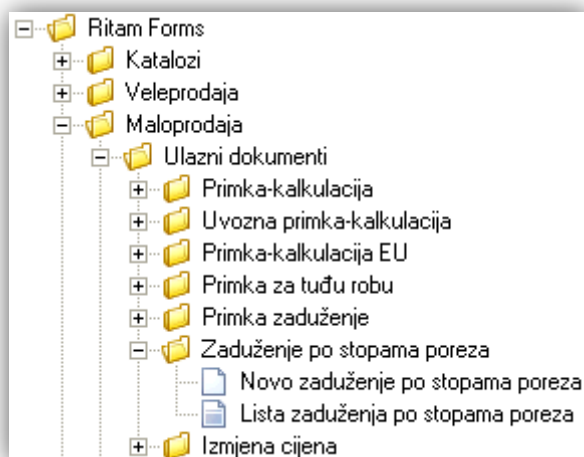 Ritam Forms
Katalozi
Veleprodaja
Maloprodaja
Ulazni dokumenti
Primka-kalkulacija
Uvozna primka-kalkulacija
Primka-kalkulacija EU
Primka za tuđu robu
Primka zaduženje
Zaduženje po stopama poreza
Novo zaduženje po stopama poreza
Lista zaduženja po stopama poreza
Izmjena cijena